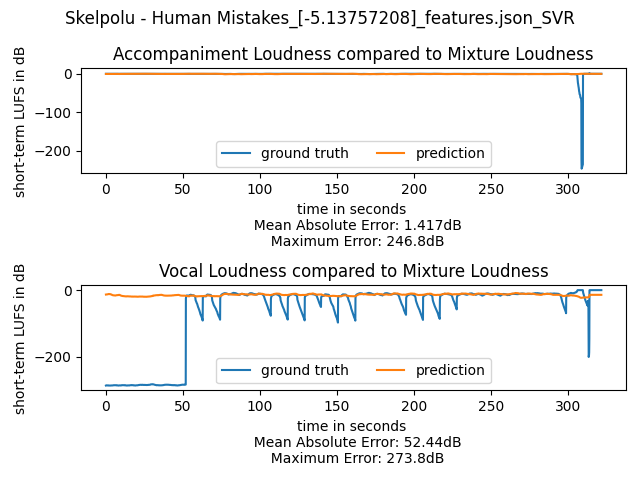 Skelpolu - Human Mistakes_[-5.13757208]_features.json_SVR
Accompaniment Loudness compared to Mixture Loudness
short-term LUFS in dB
0
−100
−200
ground truth
prediction
0 50 100 150 200 250 300
time in seconds
Mean Absolute Error: 1.417dB
Maximum Error: 246.8dB
Vocal Loudness compared to Mixture Loudness
short-term LUFS in dB
0
−200
ground truth
prediction
0 50 100 150 200 250 300
time in seconds
Mean Absolute Error: 52.44dB
Maximum Error: 273.8dB